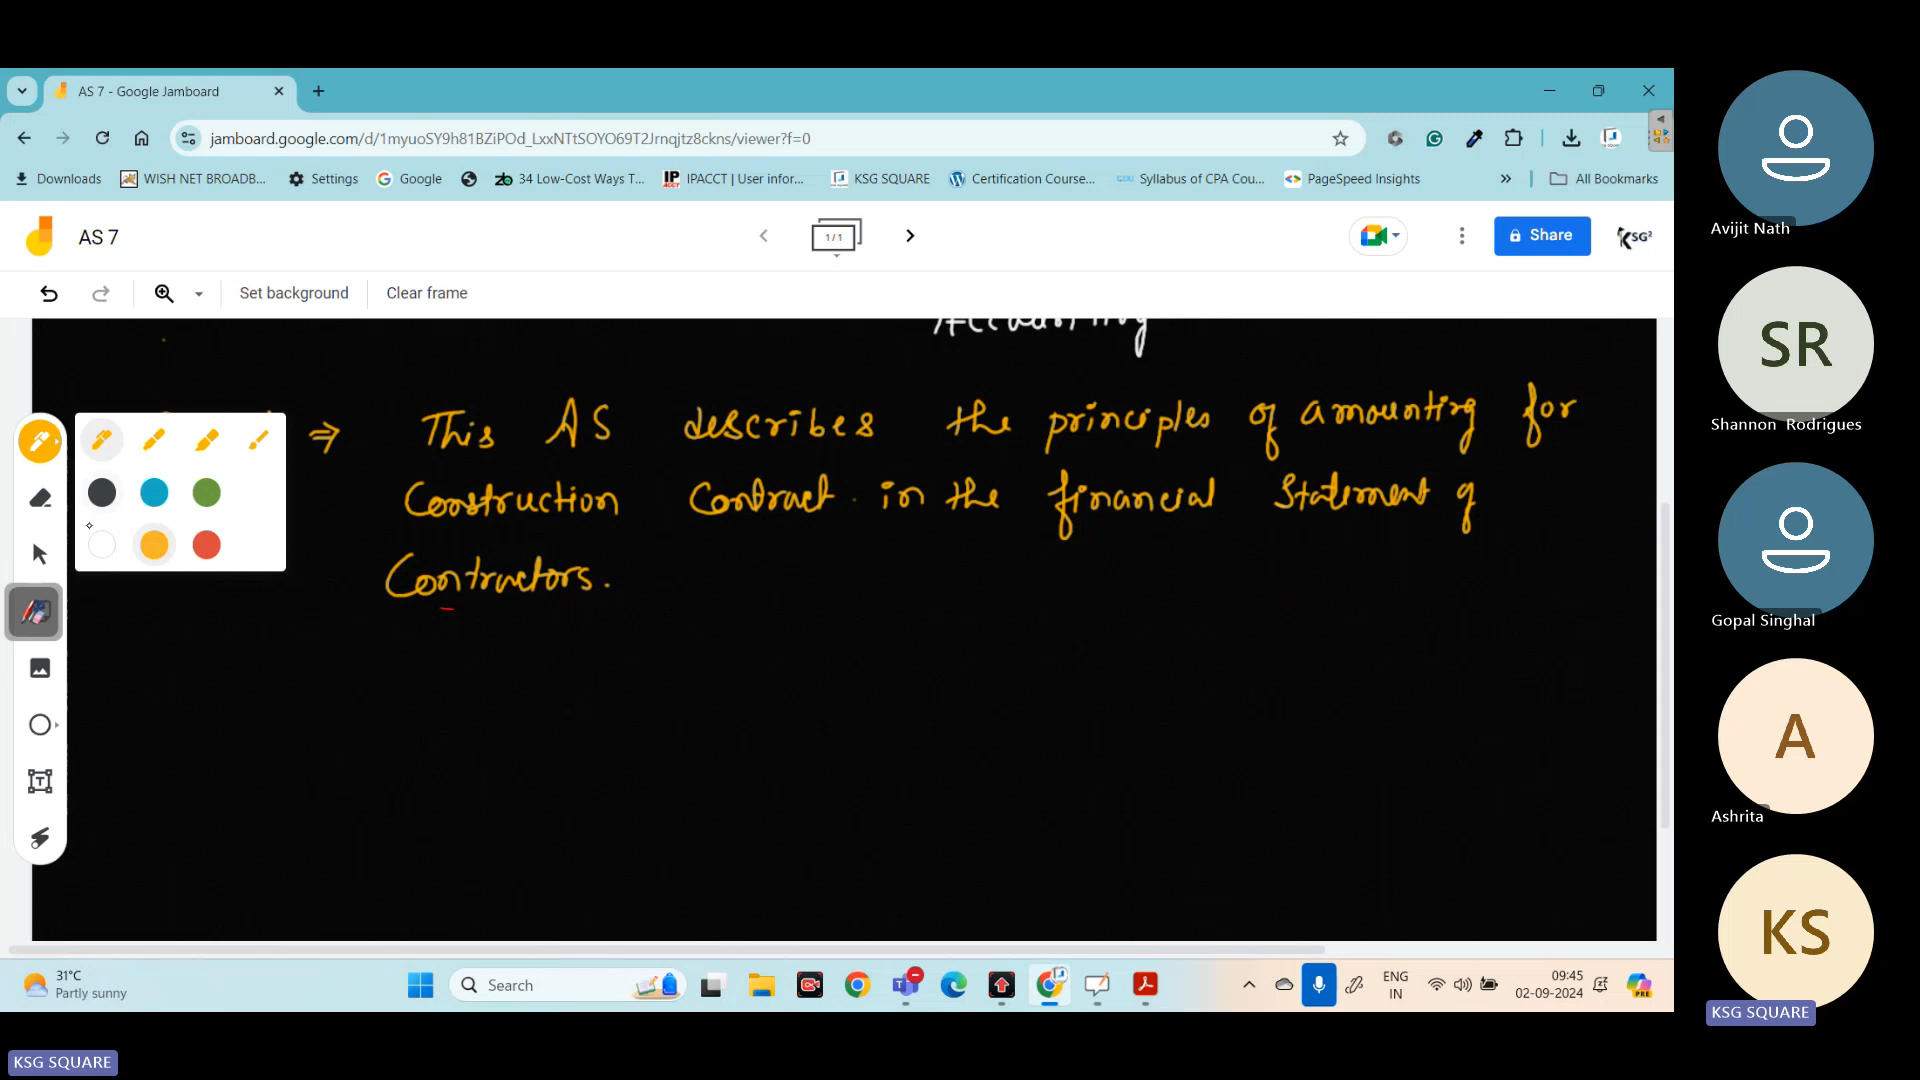 AS 7 - Google Jamboard
jamboard.google.com/d/1myuoSY9h81BZiPOd_LxxNTtSOYO69T2Jrnqjtz8ckns/viewer?f=0
Downloads WISH NET BROADB... Settings Google 34 Low-Cost Ways T... IPACCT | User infor... KSG SQUARE Certification Course... Syllabus of CPA Cou... PageSpeed Insights » All Bookmarks
AS 7 1 / 1 Share KSG²
Set background Clear frame
⇒ This AS describes the principles of amounting for
Construction Contract in the financial Statement of
Contractors.
31°C
Partly sunny
Search
ENG
IN
09:45
02-09-2024
PRE
Avijit Nath
SR
Shannon Rodrigues
Gopal Singhal
A
Ashrita
KS
KSG SQUARE
KSG SQUARE